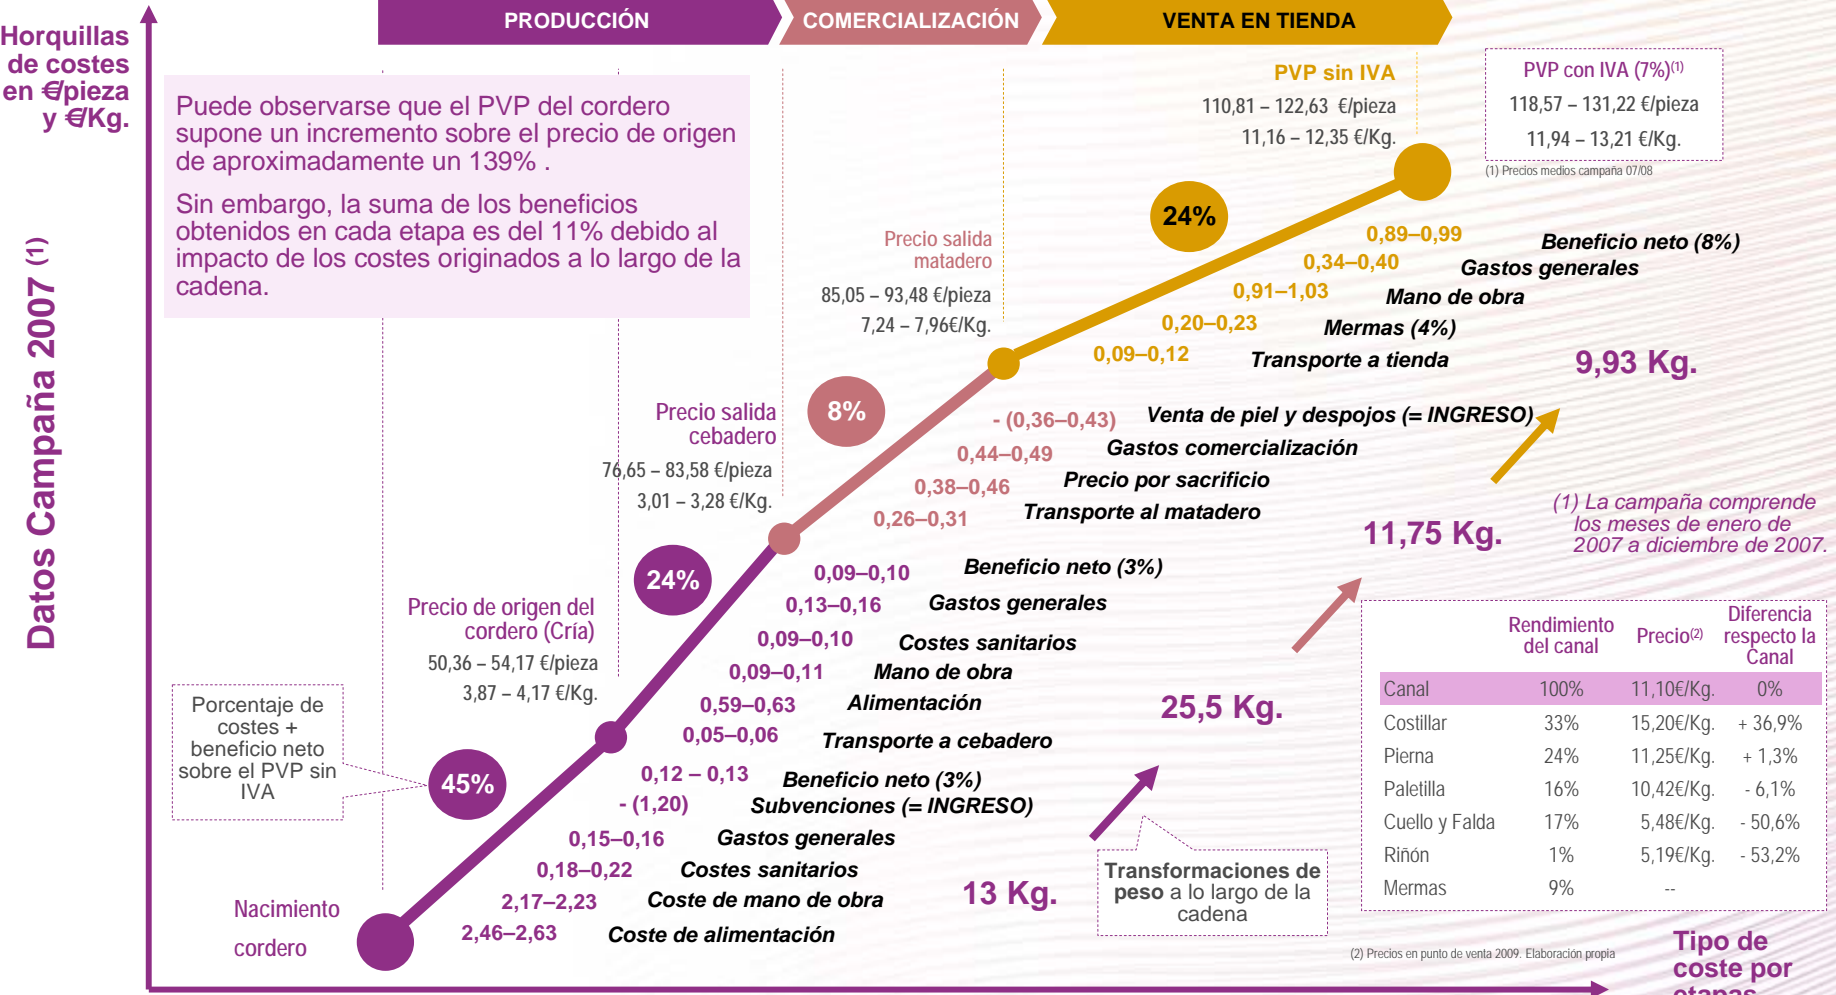 PRODUCCIÓN
COMERCIALIZACIÓN
VENTA EN TIENDA
Horquillas
de costes
en €/pieza
y €/Kg.
Datos Campaña 2007 (1)
Puede observarse que el PVP del cordero
supone un incremento sobre el precio de origen
de aproximadamente un 139% .
Sin embargo, la suma de los beneficios
obtenidos en cada etapa es del 11% debido al
impacto de los costes originados a lo largo de la
cadena.
PVP sin IVA
110,81 – 122,63 €/pieza
11,16 – 12,35 €/Kg.
PVP con IVA (7%)(1)
118,57 – 131,22 €/pieza
11,94 – 13,21 €/Kg.
(1) Precios medios campaña 07/08
24%
0,89–0,99 Beneficio neto (8%)
0,34–0,40 Gastos generales
0,91–1,03 Mano de obra
0,20–0,23 Mermas (4%)
0,09–0,12 Transporte a tienda
9,93 Kg.
Precio salida
matadero
85,05 – 93,48 €/pieza
7,24 – 7,96€/Kg.
8%
- (0,36–0,43) Venta de piel y despojos (= INGRESO)
0,44–0,49 Gastos comercialización
0,38–0,46 Precio por sacrificio
0,26–0,31 Transporte al matadero
11,75 Kg.
(1) La campaña comprende
los meses de enero de
2007 a diciembre de 2007.
Precio salida
cebadero
76,65 – 83,58 €/pieza
3,01 – 3,28 €/Kg.
24%
0,09–0,10 Beneficio neto (3%)
0,13–0,16 Gastos generales
0,09–0,10 Costes sanitarios
0,09–0,11 Mano de obra
0,59–0,63 Alimentación
0,05–0,06 Transporte a cebadero
25,5 Kg.
Precio de origen del
cordero (Cría)
50,36 – 54,17 €/pieza
3,87 – 4,17 €/Kg.
Porcentaje de
costes +
beneficio neto
sobre el PVP sin
IVA
45%
0,12 – 0,13 Beneficio neto (3%)
- (1,20) Subvenciones (= INGRESO)
0,15–0,16 Gastos generales
0,18–0,22 Costes sanitarios
2,17–2,23 Coste de mano de obra
2,46–2,63 Coste de alimentación
13 Kg.
Nacimiento
cordero
Transformaciones de
peso a lo largo de la
cadena
Rendimiento
del canal
Precio(2)
Diferencia
respecto la
Canal
Canal 100% 11,10€/Kg. 0%
Costillar 33% 15,20€/Kg. + 36,9%
Pierna 24% 11,25€/Kg. + 1,3%
Paletilla 16% 10,42€/Kg. - 6,1%
Cuello y Falda 17% 5,48€/Kg. - 50,6%
Riñón 1% 5,19€/Kg. - 53,2%
Mermas 9% --
(2) Precios en punto de venta 2009. Elaboración propia
Tipo de
coste por
etapas